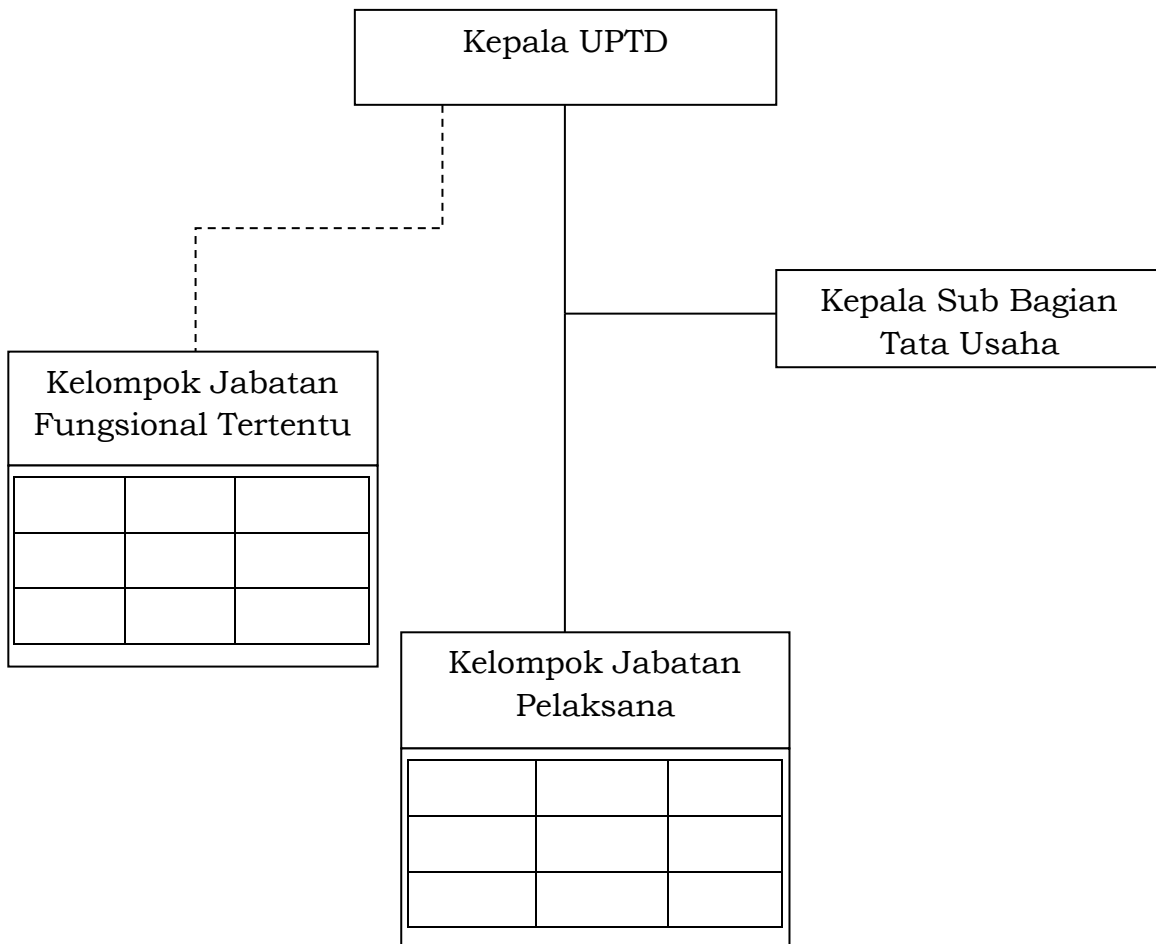 Kepala UPTD
Kepala Sub Bagian
Tata Usaha
Kelompok Jabatan
Fungsional Tertentu
Kelompok Jabatan
Pelaksana